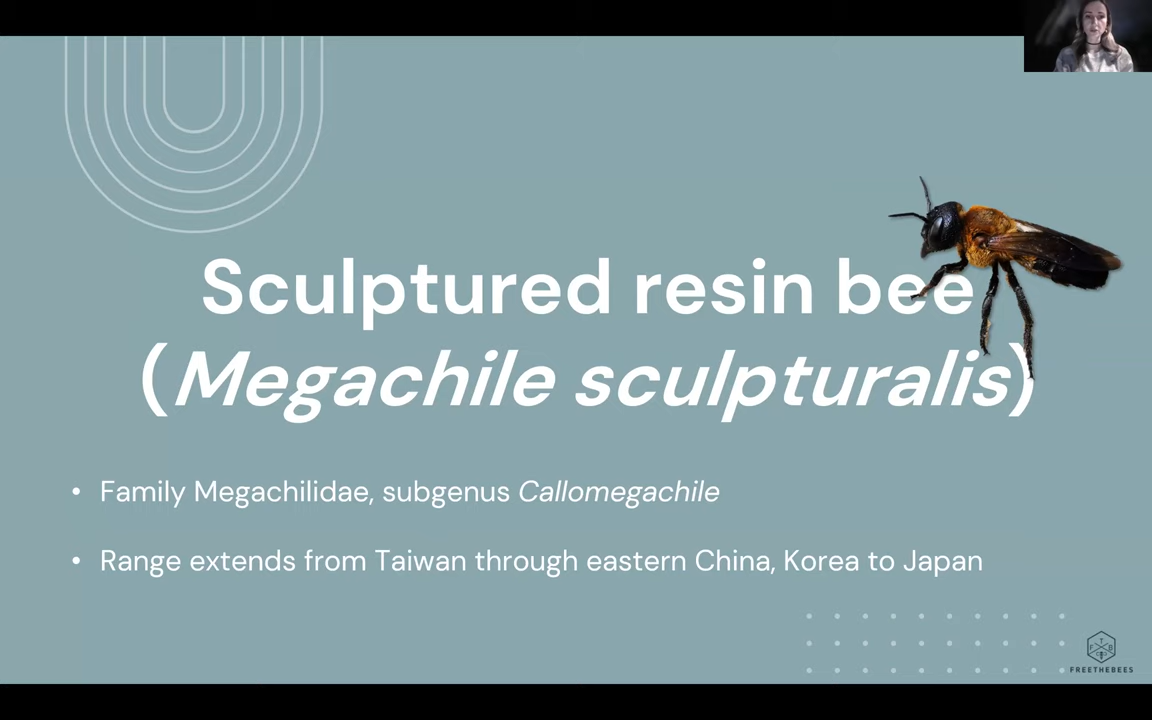 Sculptured resin bee
(Megachile sculpturalis)
• Family Megachilidae, subgenus Callomegachile
• Range extends from Taiwan through eastern China, Korea to Japan
FREETHEBEES